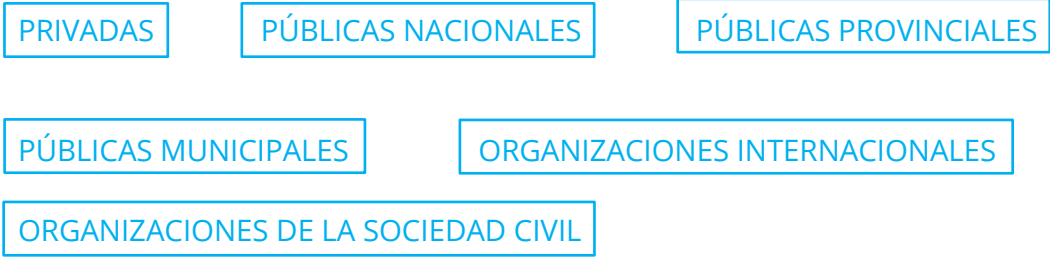 PRIVADAS
PÚBLICAS NACIONALES
PÚBLICAS PROVINCIALES
PÚBLICAS MUNICIPALES
ORGANIZACIONES INTERNACIONALES
ORGANIZACIONES DE LA SOCIEDAD CIVIL